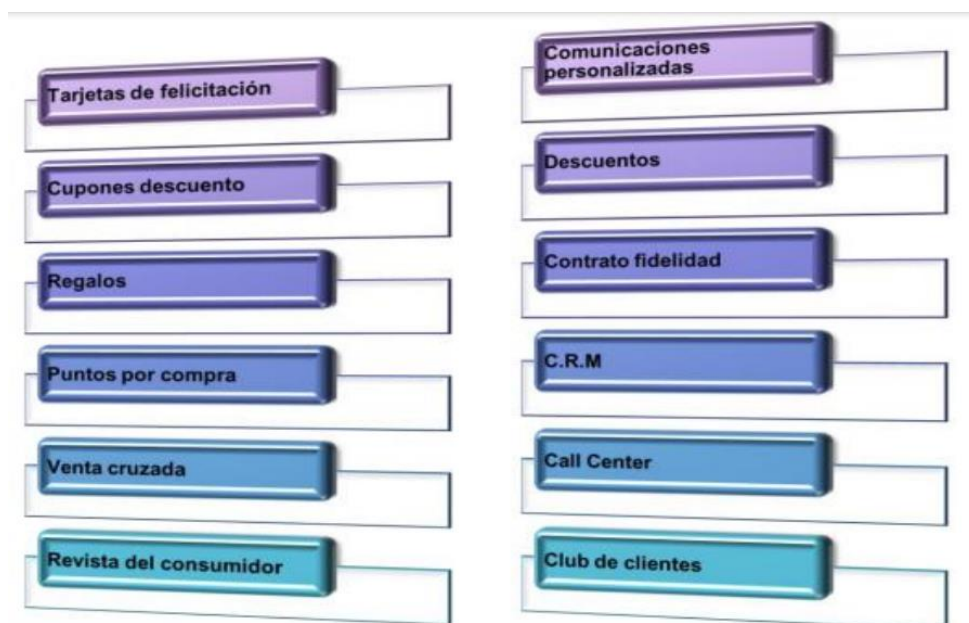 Tarjetas de felicitación
Cupones descuento
Regalos
Puntos por compra
Venta cruzada
Revista del consumidor
Comunicaciones
personalizadas
Descuentos
Contrato fidelidad
C.R.M
Call Center
Club de clientes